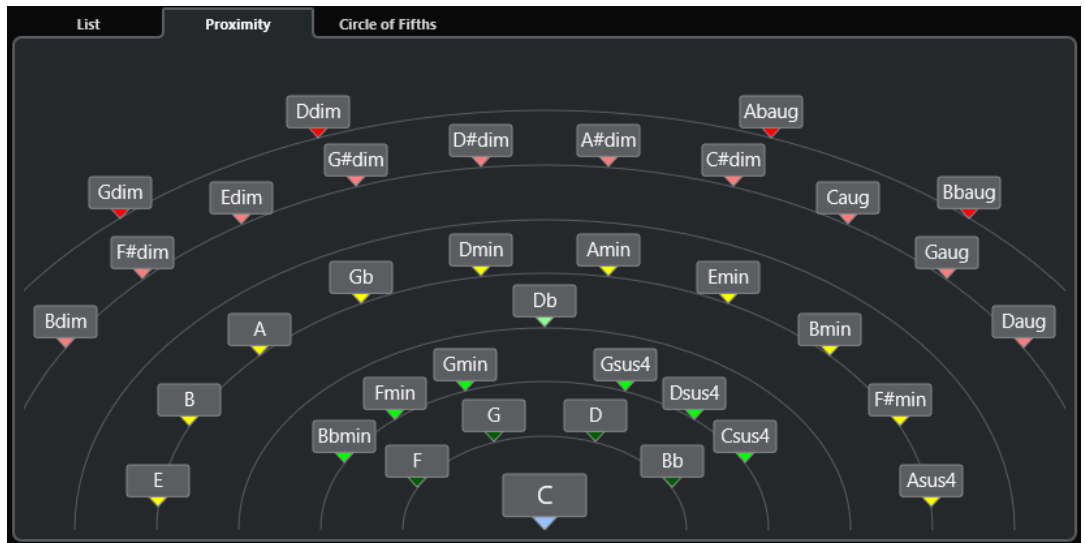 List Proximity Circle of Fifths
Ddim Abaug
D#dim A#dim
G#dim C#dim
Gdim Edim Caug Bbaug
F#dim Dmin Amin Gaug
Gb Emin
Db
Bdim A Bmin Daug
Gmin Gsus4
B Fmin Dsus4 F#min
G D
Bbmin Csus4
F Bb
E Asus4
C